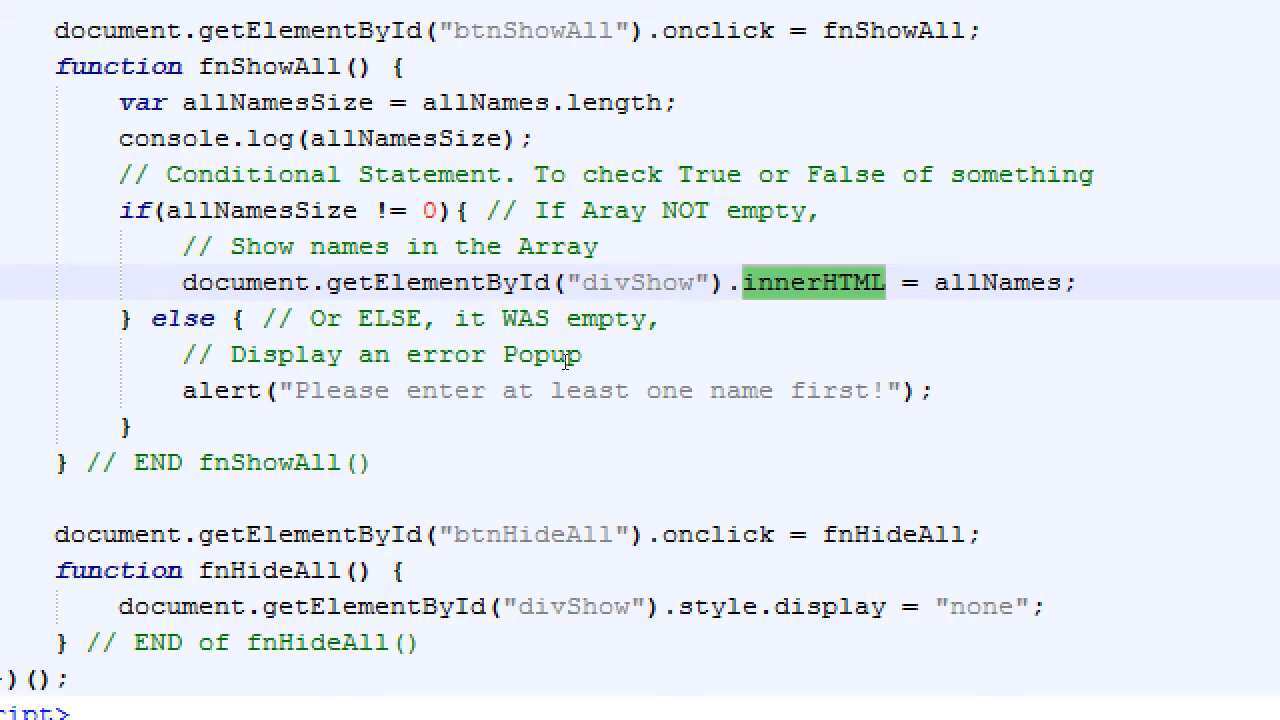 document.getElementById("btnShowAll").onclick = fnShowAll;
function fnShowAll() {
var allNamesSize = allNames.length;
console.log(allNamesSize);
// Conditional Statement. To check True or False of something
if(allNamesSize != 0){ // If Aray NOT empty,
// Show names in the Array
document.getElementById("divShow").innerHTML = allNames;
} else { // Or ELSE, it WAS empty,
// Display an error Popup
alert("Please enter at least one name first!");
}
} // END fnShowAll()
document.getElementById("btnHideAll").onclick = fnHideAll;
function fnHideAll() {
document.getElementById("divShow").style.display = "none";
} // END of fnHideAll()
)();
ript>